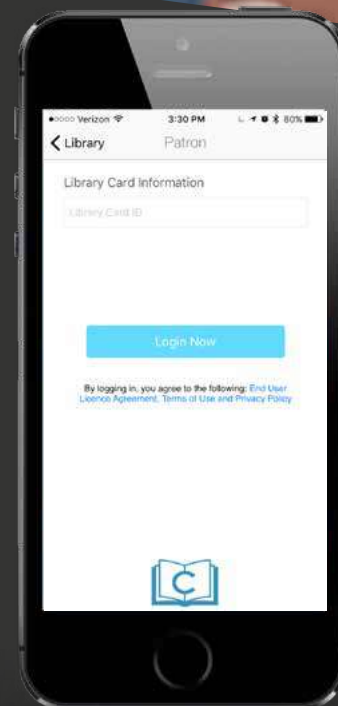 Verizon 3:30 PM 80%
Library Patron
Library Card Information
Library Card ID
Login Now
By logging in, you agree to the following: End User
Licence Agreement, Terms of Use and Privacy Policy
C